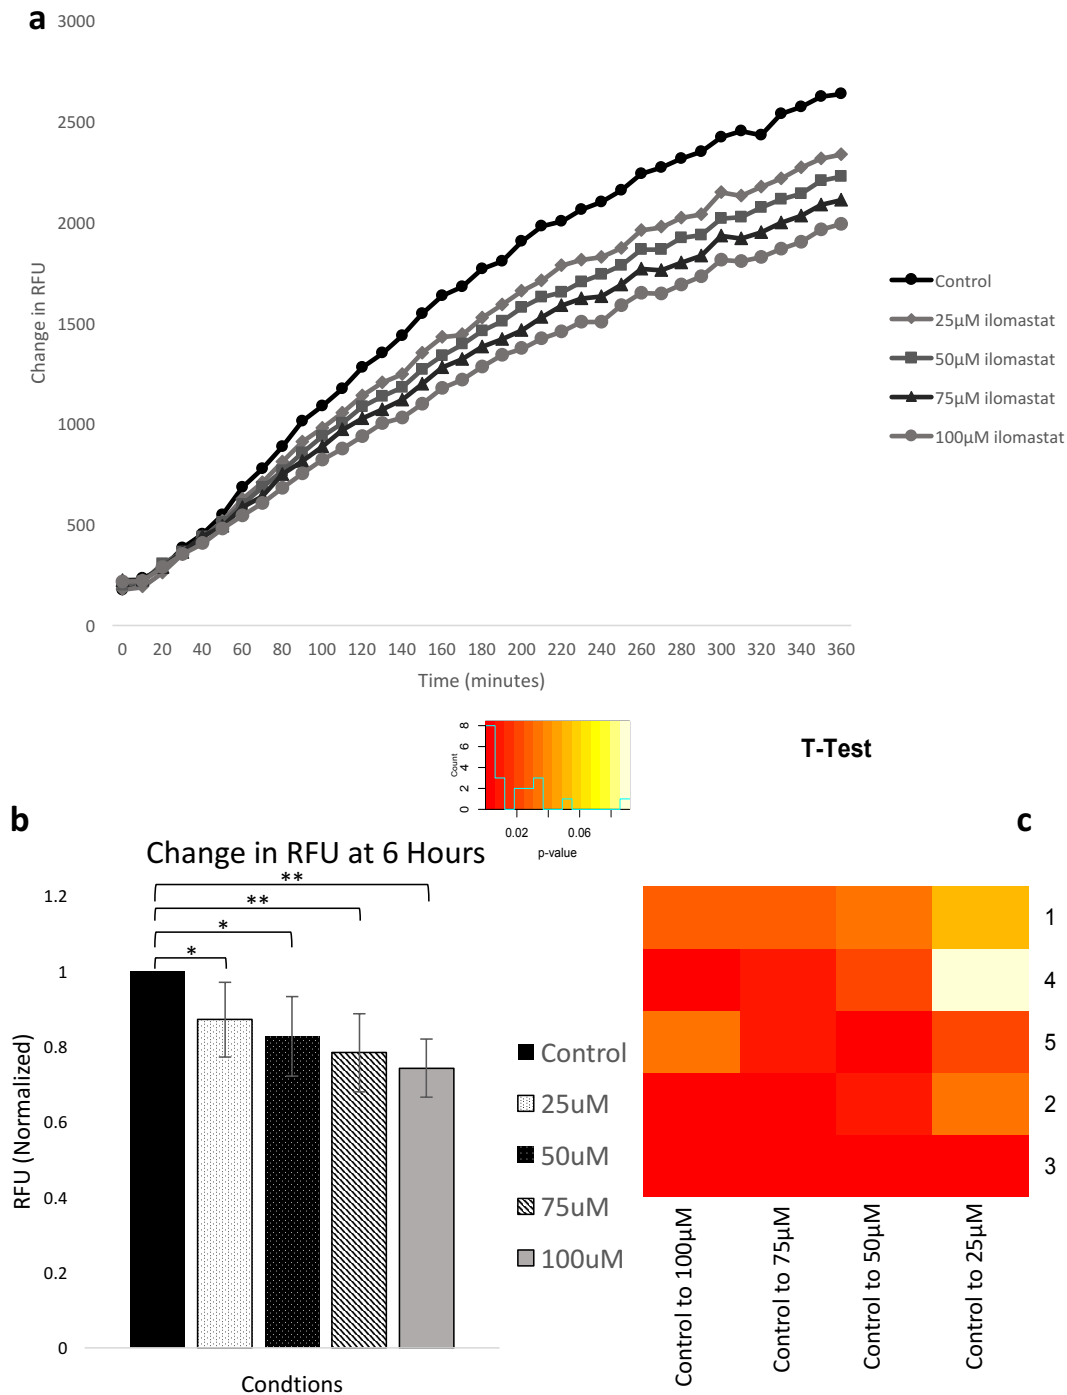 a
3000
2500
2000
1500
1000
500
0
Change in RFU
0 20 40 60 80 100 120 140 160 180 200 220 240 260 280 300 320 340 360
Time (minutes)
Control
25µM ilomastat
50µM ilomastat
75µM ilomastat
100µM ilomastat
8
6
4
2
0
Count
0.02 0.06
p-value
T-Test
b
Change in RFU at 6 Hours
1.2
1
0.8
0.6
0.4
0.2
0
RFU (Normalized)
**
**
*
*
Condtions
Control
25uM
50uM
75uM
100uM
c
1
4
5
2
3
Control to 100µM
Control to 75µM
Control to 50µM
Control to 25µM